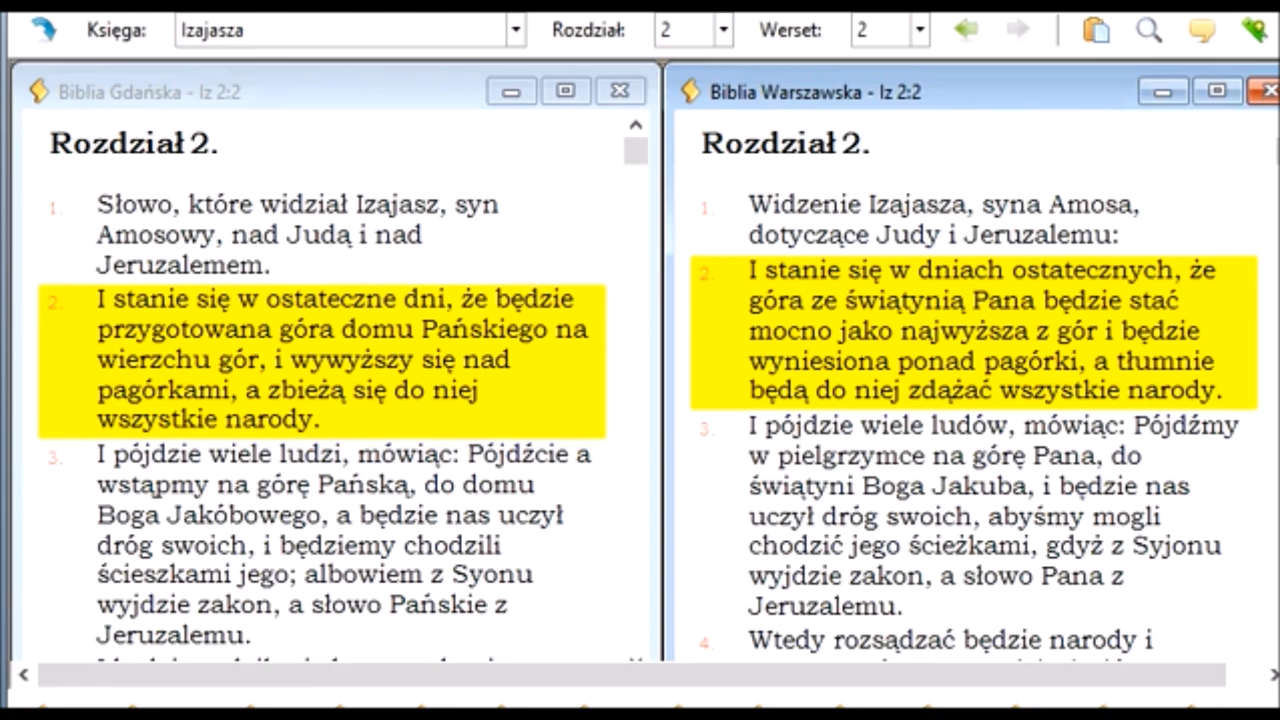 Księga: Izajasza Rozdział: 2 Werset: 2
Biblia Gdańska - Iz 2:2
Rozdział 2.
1. Słowo, które widział Izajasz, syn
Amosowy, nad Judą i nad
Jeruzalemem.
2. I stanie się w ostateczne dni, że będzie
przygotowana góra domu Pańskiego na
wierzchu gór, i wywyższy się nad
pagórkami, a zbieżą się do niej
wszystkie narody.
3. I pójdzie wiele ludzi, mówiąc: Pójdźcie a
wstąpmy na górę Pańską, do domu
Boga Jakóbowego, a będzie nas uczył
dróg swoich, i będziemy chodzili
ścieszkami jego; albowiem z Syonu
wyjdzie zakon, a słowo Pańskie z
Jeruzalemu.
Biblia Warszawska - Iz 2:2
Rozdział 2.
1. Widzenie Izajasza, syna Amosa,
dotyczące Judy i Jeruzalemu:
2. I stanie się w dniach ostatecznych, że
góra ze świątynią Pana będzie stać
mocno jako najwyższa z gór i będzie
wyniesiona ponad pagórki, a tłumnie
będą do niej zdążać wszystkie narody.
3. I pójdzie wiele ludów, mówiąc: Pójdźmy
w pielgrzymce na górę Pana, do
świątyni Boga Jakuba, i będzie nas
uczył dróg swoich, abyśmy mogli
chodzić jego ścieżkami, gdyż z Syjonu
wyjdzie zakon, a słowo Pana z
Jeruzalemu.
4. Wtedy rozsądzać będzie narody i